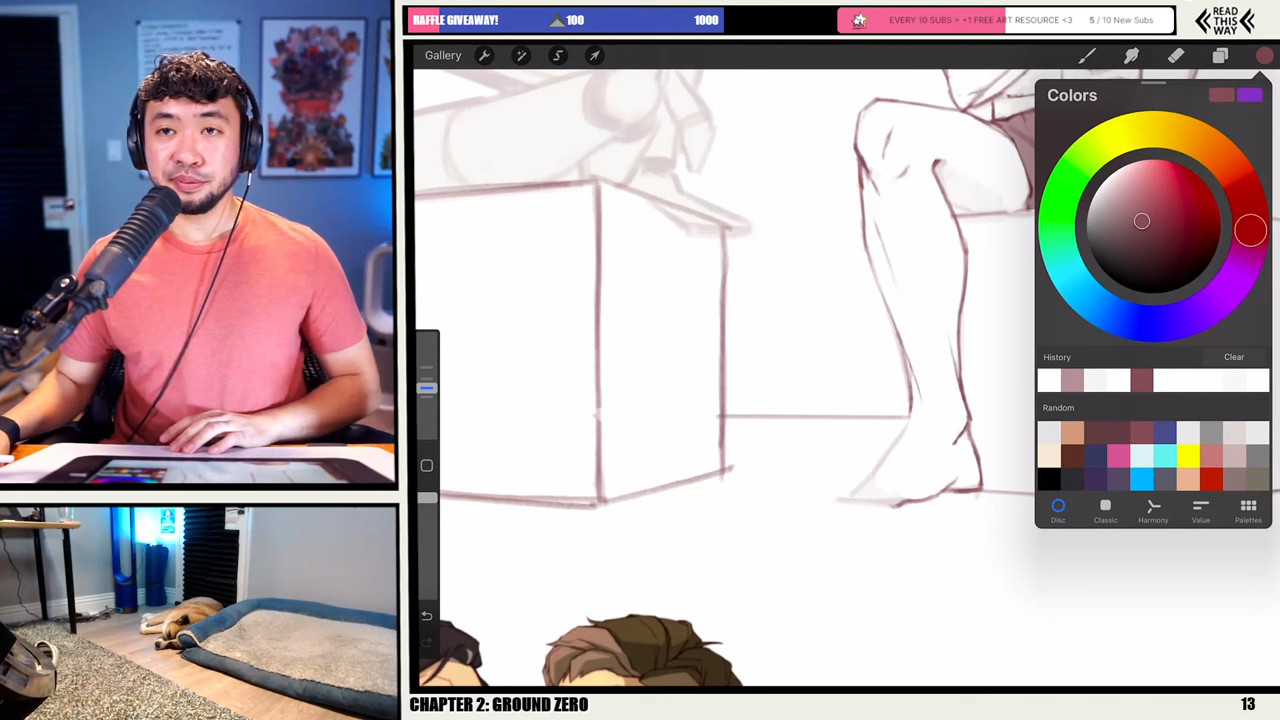 RAFFLE GIVEAWAY! 100 1000
EVERY 10 SUBS = +1 FREE ART RESOURCE <3 5 / 10 New Subs
READ
THIS
WAY
Gallery
Colors
History Clear
Random
Disc Classic Harmony Value Palettes
CHAPTER 2: GROUND ZERO 13